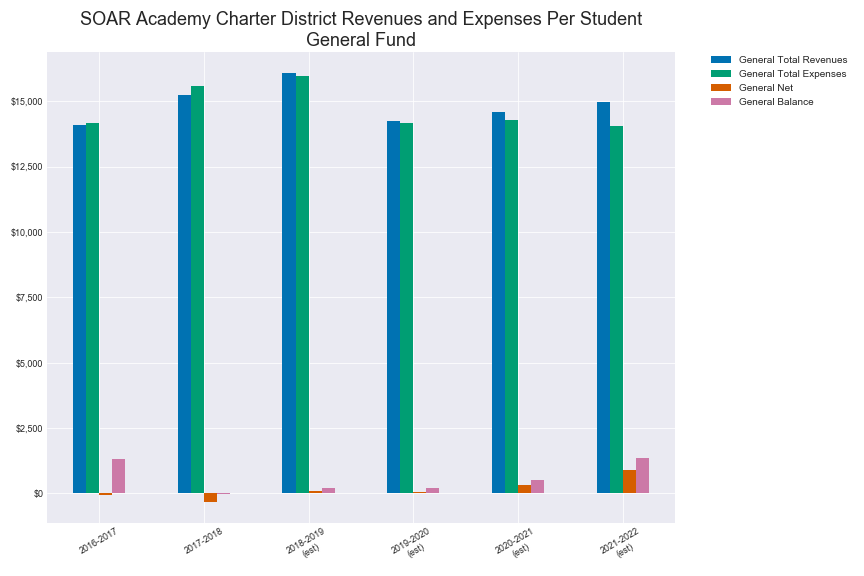 SOAR Academy Charter District Revenues and Expenses Per Student
General Fund
General Total Revenues
General Total Expenses
General Net
General Balance
$15,000
$12,500
$10,000
$7,500
$5,000
$2,500
$0
2016-2017
2017-2018
2018-2019
(est)
2019-2020
(est)
2020-2021
(est)
2021-2022
(est)